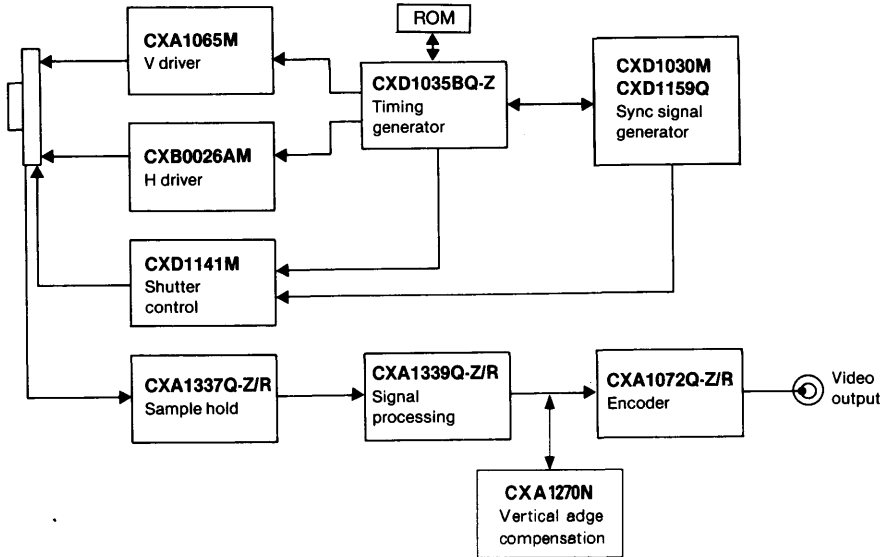 ROM
CXA1065M
V driver
CXD1035BQ-Z
Timing
generator
CXD1030M
CXD1159Q
Sync signal
generator
CXB0026AM
H driver
CXD1141M
Shutter
control
CXA1337Q-Z/R
Sample hold
CXA1339Q-Z/R
Signal
processing
CXA1072Q-Z/R
Encoder
Video
output
CXA1270N
Vertical adge
compensation